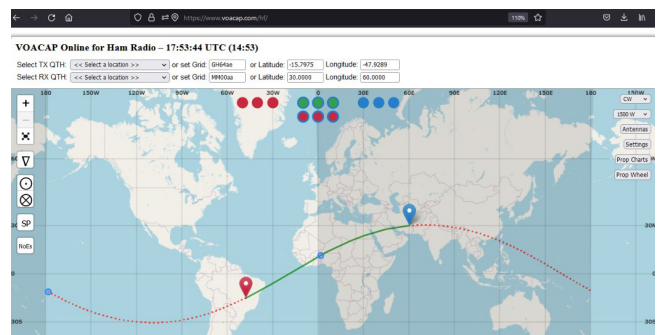 https://www.voacap.com/hf/
110%
VOACAP Online for Ham Radio – 17:53:44 UTC (14:53)
Select TX QTH: << Select a location >> or set Grid: GH64ae or Latitude: -15.7975 Longitude: -47.9289
Select RX QTH: << Select a location >> or set Grid: MM00aa or Latitude: 30.0000 Longitude: 60.0000
180 150W 120W 90W 60W 30W 0 30E 60E 90E 120E 150E 180 150W
+
−
CW
1500 W
Antennas
Settings
Prop Charts
Prop Wheel
SP
NoEs
0 0
30S 30S